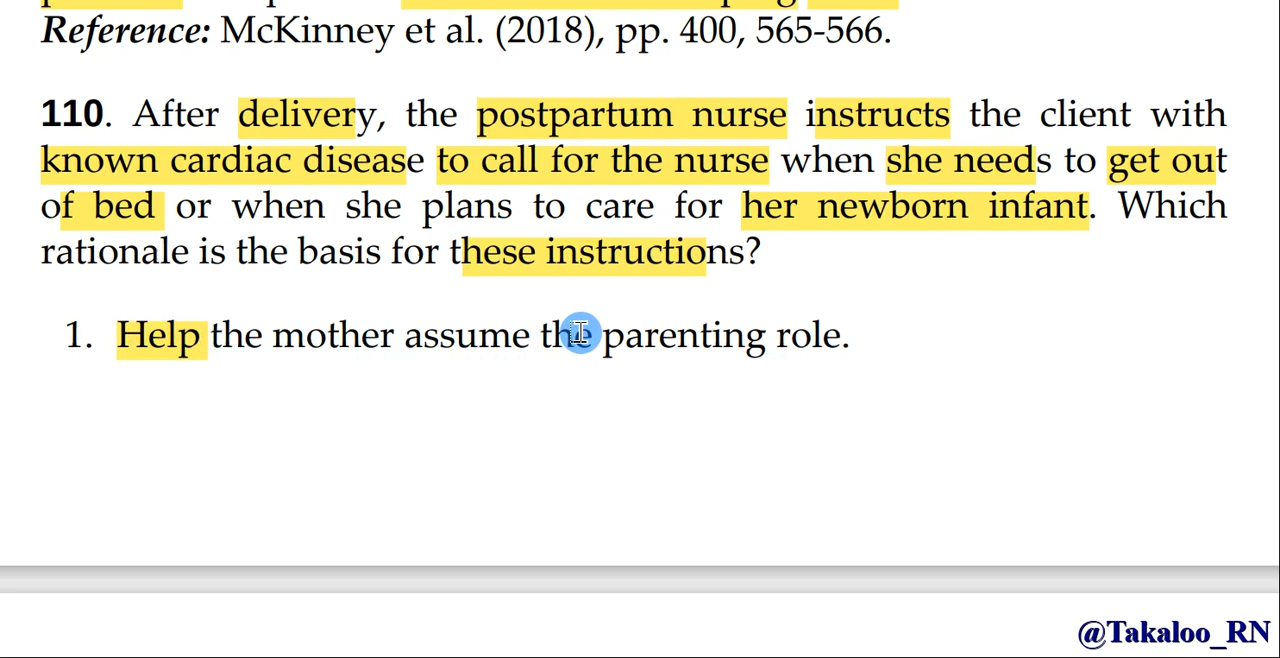 Reference: McKinney et al. (2018), pp. 400, 565-566.
110. After delivery, the postpartum nurse instructs the client with
known cardiac disease to call for the nurse when she needs to get out
of bed or when she plans to care for her newborn infant. Which
rationale is the basis for these instructions?
1. Help the mother assume the parenting role.
@Takaloo_RN